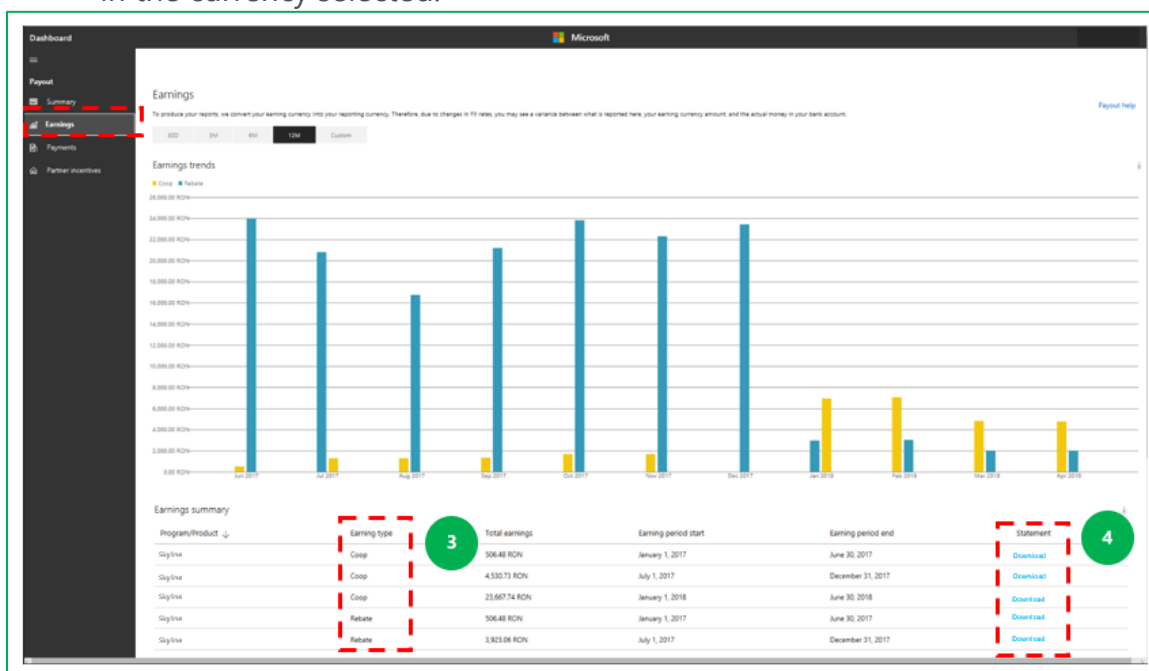 in the currency selected.
Dashboard
Microsoft
Payout
Summary
Earnings
Payments
Partner incentives
Earnings
Payout help
To produce your reports, we convert your earning currency into your reporting currency. Therefore, due to changes in FX rates, you may see a variance between what is reported here, your earning currency amount, and the actual money in your bank account.
30D 3M 6M 12M Custom
Earnings trends
Coop Rebate
26,000.00 RON
24,000.00 RON
22,000.00 RON
20,000.00 RON
18,000.00 RON
16,000.00 RON
14,000.00 RON
12,000.00 RON
10,000.00 RON
8,000.00 RON
6,000.00 RON
4,000.00 RON
2,000.00 RON
0.00 RON
Jun 2017 Jul 2017 Aug 2017 Sep 2017 Oct 2017 Nov 2017 Dec 2017 Jan 2018 Feb 2018 Mar 2018 Apr 2018
Earnings summary
Program/Product ↓ Earning type 3 Total earnings Earning period start Earning period end Statement 4
Skyline Coop 506.48 RON January 1, 2017 June 30, 2017 Download
Skyline Coop 4,530.73 RON July 1, 2017 December 31, 2017 Download
Skyline Coop 23,667.74 RON January 1, 2018 June 30, 2018 Download
Skyline Rebate 506.48 RON January 1, 2017 June 30, 2017 Download
Skyline Rebate 3,923.06 RON July 1, 2017 December 31, 2017 Download